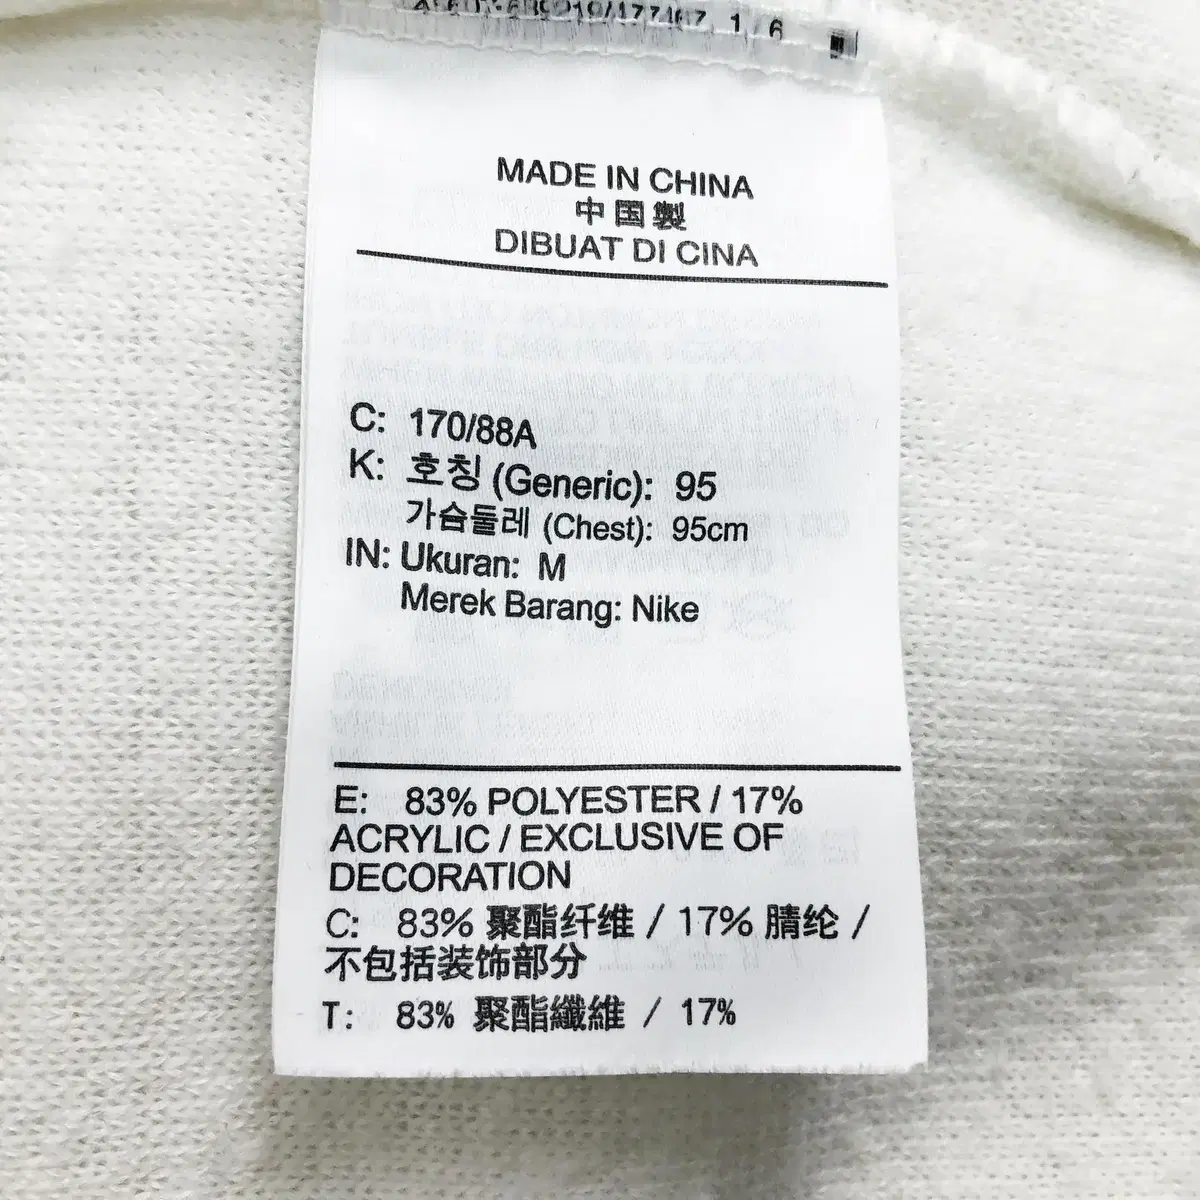 1 / 6
MADE IN CHINA
中国製
DIBUAT DI CINA
C: 170/88A
K: 호칭 (Generic): 95
가슴둘레 (Chest): 95cm
IN: Ukuran: M
Merek Barang: Nike
E: 83% POLYESTER / 17%
ACRYLIC / EXCLUSIVE OF
DECORATION
C: 83% 聚酯纤维 / 17% 腈纶 /
不包括装饰部分
T: 83% 聚酯纖維 / 17%